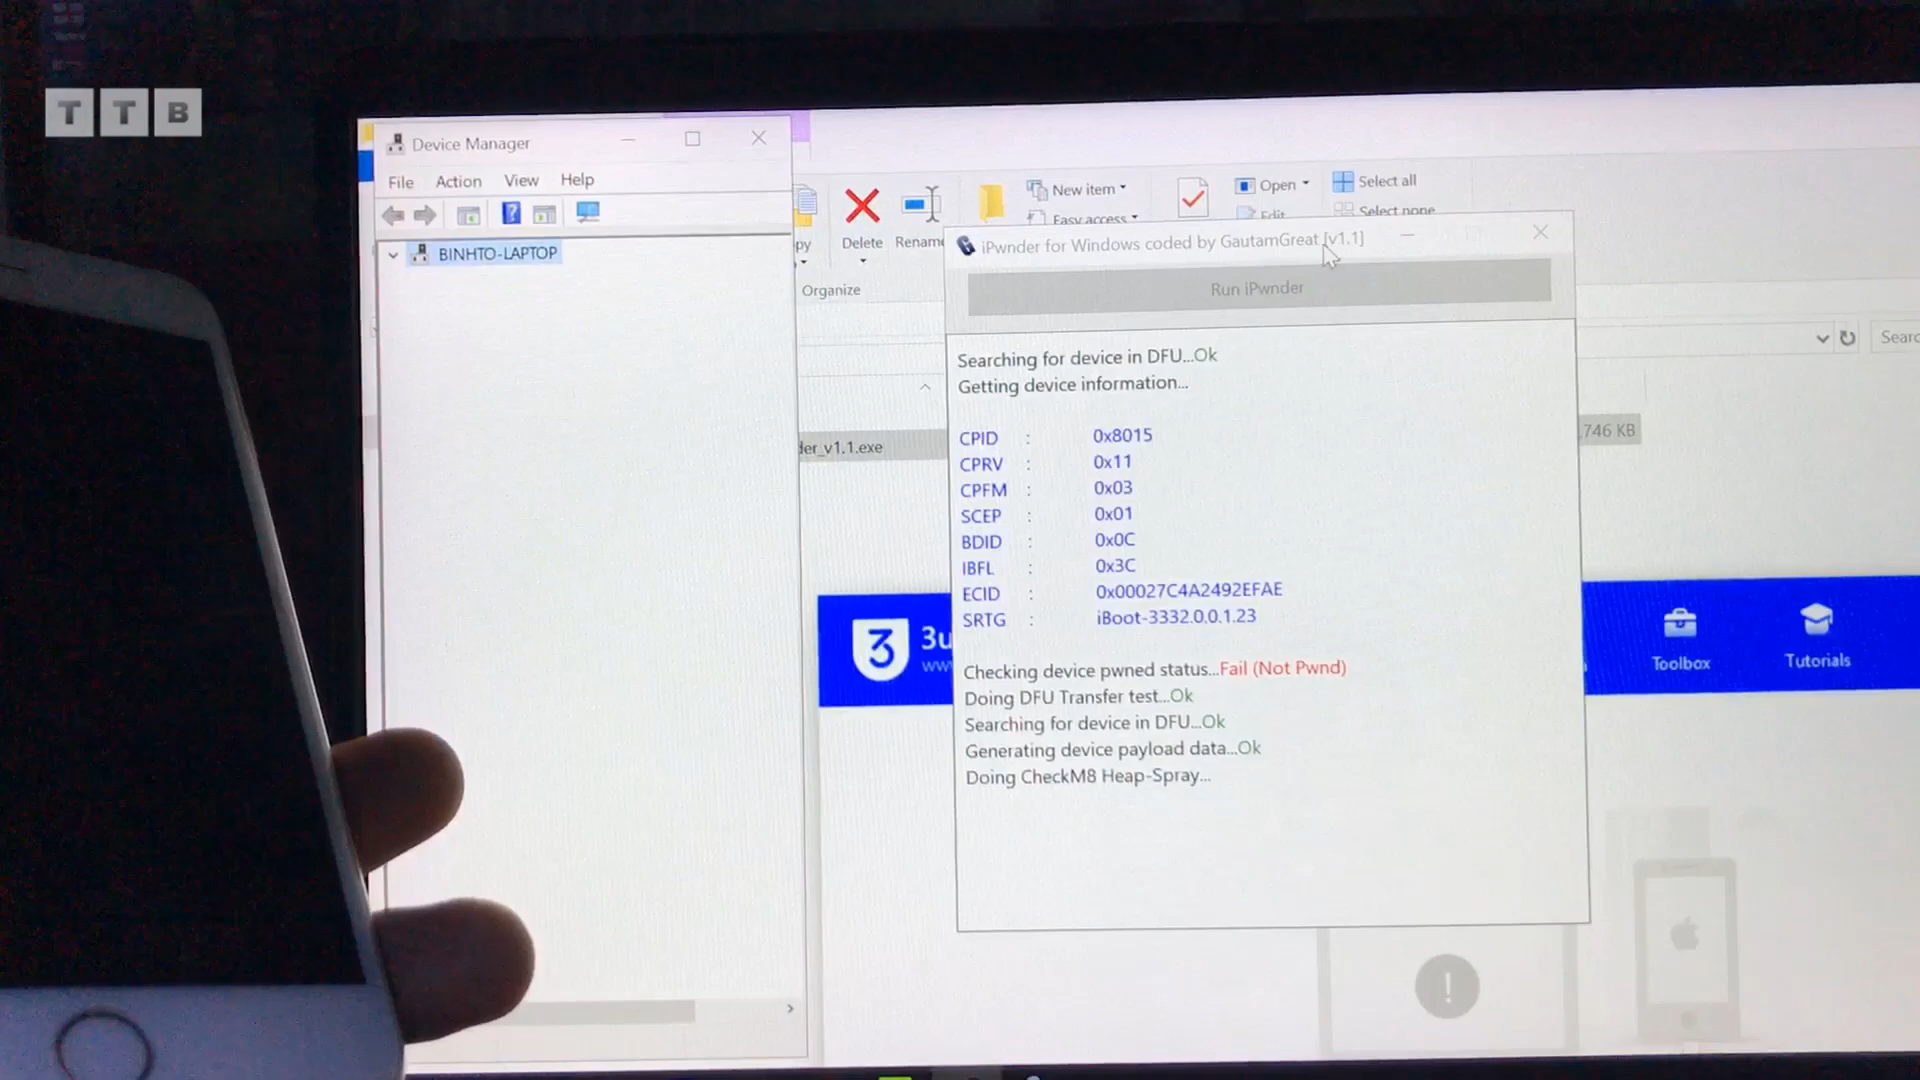 TTB
Device Manager
File Action View Help
BINHTO-LAPTOP
py
Delete
Rename
Organize
New item
Easy access
Open
Edit
Select all
Select none
iPwnder for Windows coded by GautamGreat [v1.1]
Run iPwnder
Searc
der_v1.1.exe
746 KB
Searching for device in DFU...Ok
Getting device information...
CPID : 0x8015
CPRV : 0x11
CPFM : 0x03
SCEP : 0x01
BDID : 0x0C
IBFL : 0x3C
ECID : 0x00027C4A2492EFAE
SRTG : iBoot-3332.0.0.1.23
Checking device pwned status...Fail (Not Pwnd)
Doing DFU Transfer test...Ok
Searching for device in DFU...Ok
Generating device payload data...Ok
Doing CheckM8 Heap-Spray...
3
3u
ww
Toolbox
Tutorials